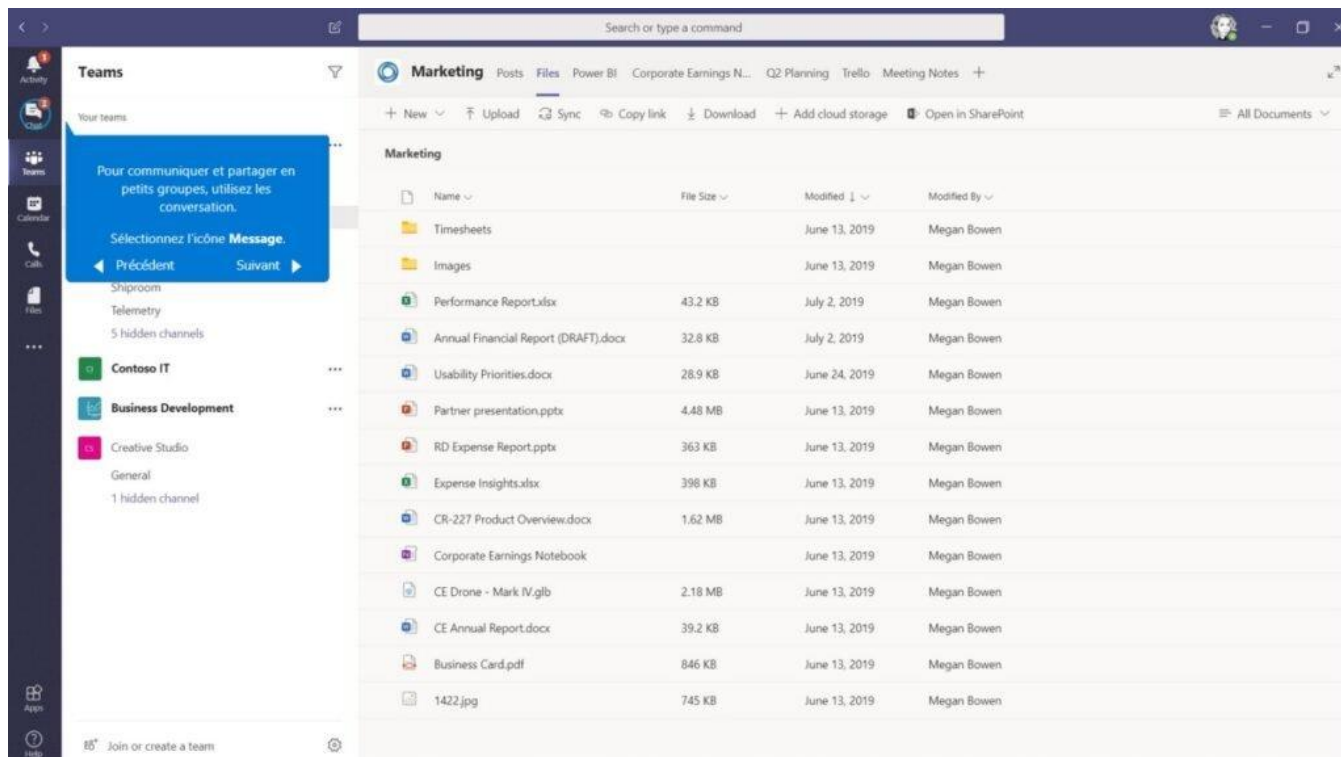 Search or type a command
Activity
Chat
Teams
Calendar
Calls
Files
Apps
Help
Teams
Your teams
Pour communiquer et partager en
petits groupes, utilisez les
conversation.
Sélectionnez l'icône Message.
Précédent Suivant
Shiproom
Telemetry
5 hidden channels
Contoso IT
Business Development
CS Creative Studio
General
1 hidden channel
Join or create a team
Marketing Posts Files Power BI Corporate Earnings N... Q2 Planning Trello Meeting Notes +
+ New Upload Sync Copy link Download + Add cloud storage Open in SharePoint All Documents
Marketing
Name File Size Modified ↓ Modified By
Timesheets June 13, 2019 Megan Bowen
Images June 13, 2019 Megan Bowen
Performance Report.xlsx 43.2 KB July 2, 2019 Megan Bowen
Annual Financial Report (DRAFT).docx 32.8 KB July 2, 2019 Megan Bowen
Usability Priorities.docx 28.9 KB June 24, 2019 Megan Bowen
Partner presentation.pptx 4.48 MB June 13, 2019 Megan Bowen
RD Expense Report.pptx 363 KB June 13, 2019 Megan Bowen
Expense Insights.xlsx 398 KB June 13, 2019 Megan Bowen
CR-227 Product Overview.docx 1.62 MB June 13, 2019 Megan Bowen
Corporate Earnings Notebook June 13, 2019 Megan Bowen
CE Drone - Mark IV.glb 2.18 MB June 13, 2019 Megan Bowen
CE Annual Report.docx 39.2 KB June 13, 2019 Megan Bowen
Business Card.pdf 846 KB June 13, 2019 Megan Bowen
1422.jpg 745 KB June 13, 2019 Megan Bowen